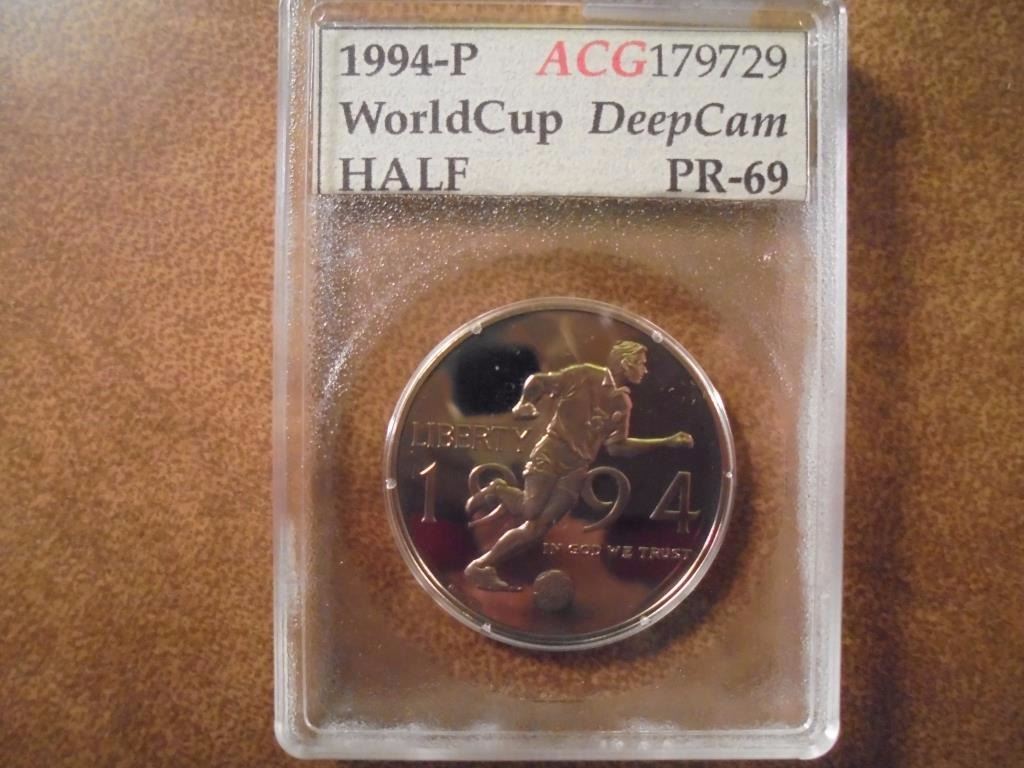 1994-P ACG179729
WorldCup DeepCam
HALF PR-69
LIBERTY
1994
IN GOD WE TRUST